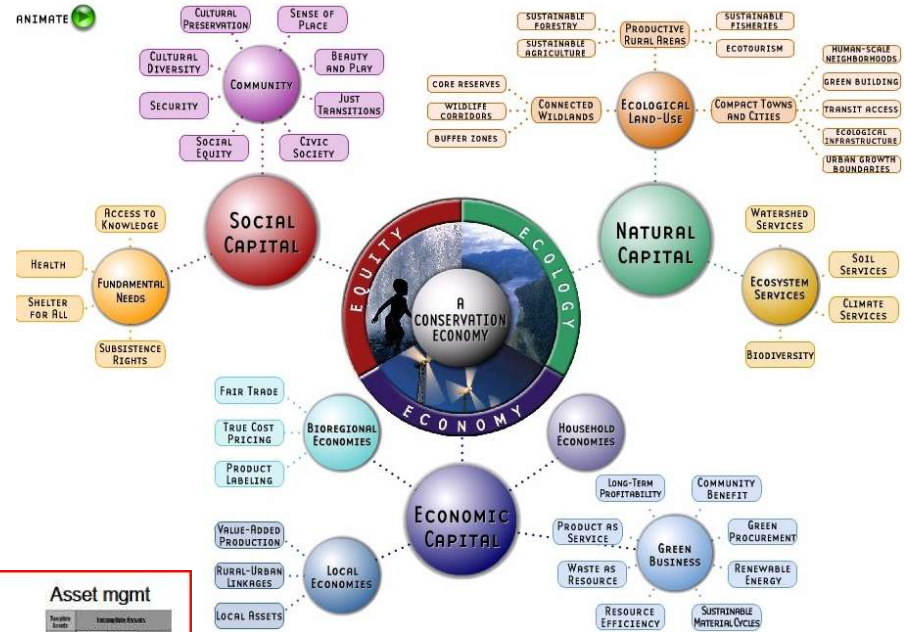 ANIMATE
CULTURAL
PRESERVATION
SENSE OF
PLACE
CULTURAL
DIVERSITY
BEAUTY
AND PLAY
COMMUNITY
SECURITY
JUST
TRANSITIONS
SOCIAL
EQUITY
CIVIC
SOCIETY
SUSTAINABLE
FORESTRY
PRODUCTIVE
RURAL AREAS
SUSTAINABLE
FISHERIES
SUSTAINABLE
AGRICULTURE
ECOTOURISM
CORE RESERVES
WILDLIFE
CORRIDORS
BUFFER ZONES
CONNECTED
WILDLANDS
ECOLOGICAL
LAND-USE
COMPACT TOWNS
AND CITIES
HUMAN-SCALE
NEIGHBORHOODS
GREEN BUILDING
TRANSIT ACCESS
ECOLOGICAL
INFRASTRUCTURE
URBAN GROWTH
BOUNDARIES
SOCIAL
CAPITAL
ACCESS TO
KNOWLEDGE
HEALTH
FUNDAMENTAL
NEEDS
SHELTER
FOR ALL
SUBSISTENCE
RIGHTS
EQUITY
ECOLOGY
ECONOMY
A
CONSERVATION
ECONOMY
NATURAL
CAPITAL
WATERSHED
SERVICES
SOIL
SERVICES
ECOSYSTEM
SERVICES
CLIMATE
SERVICES
BIODIVERSITY
FAIR TRADE
TRUE COST
PRICING
PRODUCT
LABELING
BIOREGIONAL
ECONOMIES
HOUSEHOLD
ECONOMIES
ECONOMIC
CAPITAL
VALUE-ADDED
PRODUCTION
RURAL-URBAN
LINKAGES
LOCAL ASSETS
LOCAL
ECONOMIES
LONG-TERM
PROFITABILITY
COMMUNITY
BENEFIT
PRODUCT AS
SERVICE
GREEN
PROCUREMENT
GREEN
BUSINESS
WASTE AS
RESOURCE
RENEWABLE
ENERGY
RESOURCE
EFFICIENCY
SUSTAINABLE
MATERIAL CYCLES
Asset mgmt
Tangible
Assets
Intangible Assets